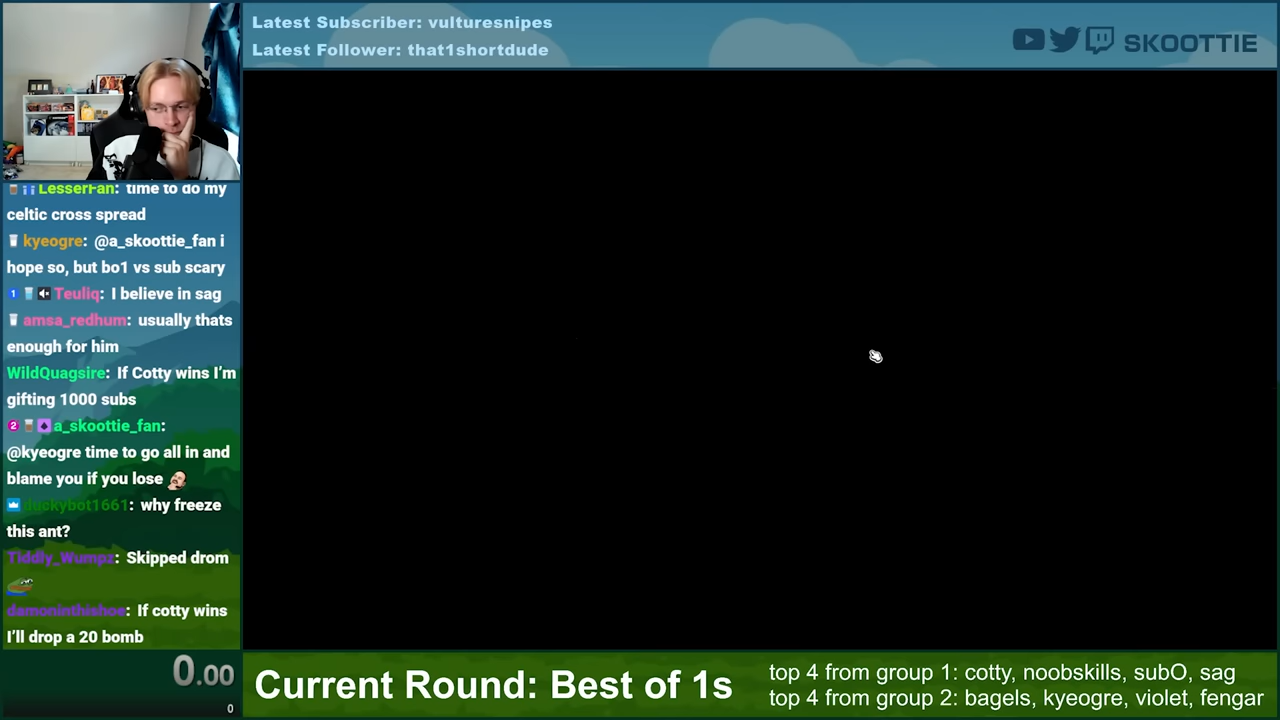 Latest Subscriber: vulturesnipes
Latest Follower: that1shortdude
SKOOTTIE
LesserFan: time to do my
celtic cross spread
kyeogre: @a_skoottie_fan i
hope so, but bo1 vs sub scary
1 Teuliq: I believe in sag
amsa_redhum: usually thats
enough for him
WildQuagsire: If Cotty wins I'm
gifting 1000 subs
2 a_skoottie_fan:
@kyeogre time to go all in and
blame you if you lose
duckybot1661: why freeze
this ant?
Tiddly_Wumpz: Skipped drom
damoninthishoe: If cotty wins
I'll drop a 20 bomb
0.00
0
Current Round: Best of 1s
top 4 from group 1: cotty, noobskills, subO, sag
top 4 from group 2: bagels, kyeogre, violet, fengar